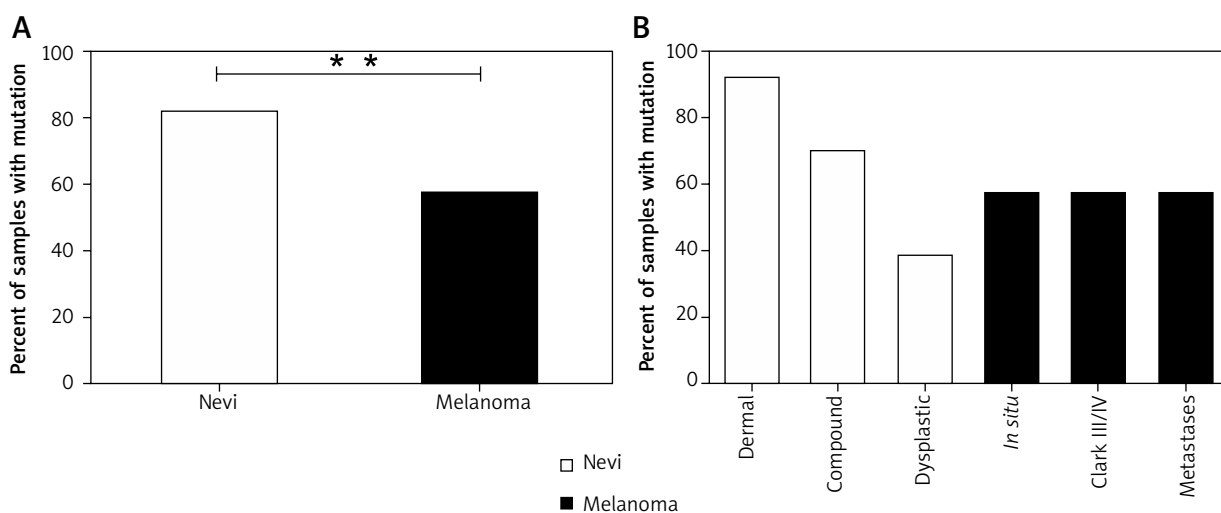 A
Percent of samples with mutation
100
80
60
40
20
0
* *
Nevi
Melanoma
B
Percent of samples with mutation
100
80
60
40
20
0
Dermal
Compound
Dysplastic
In situ
Clark III/IV
Metastases
Nevi
Melanoma